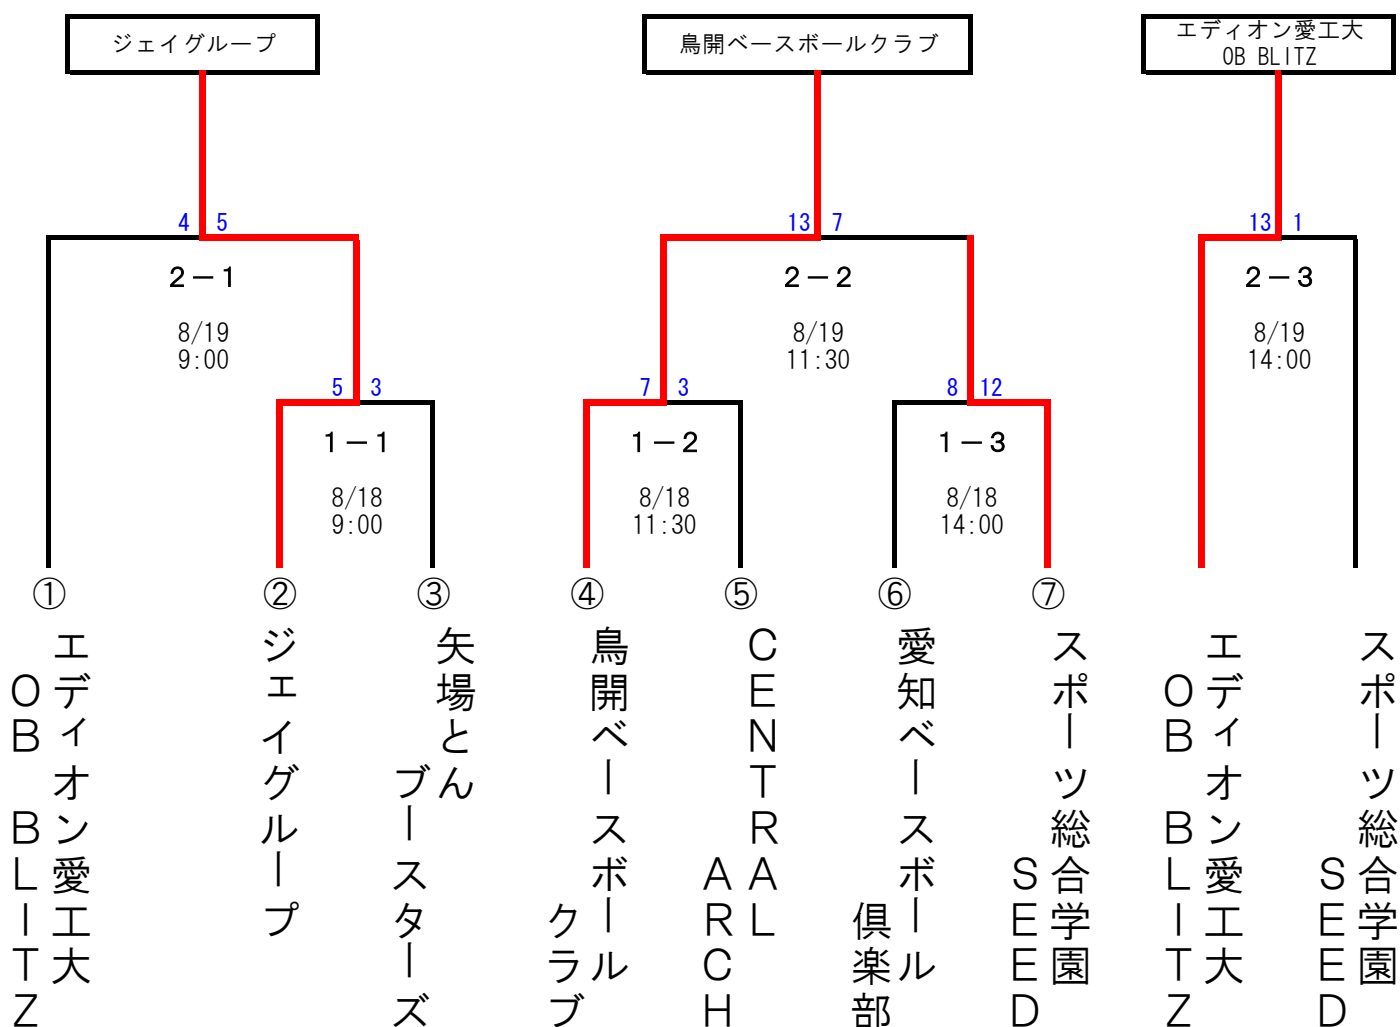 ジェイグループ
鳥開ベースボールクラブ
エディオン愛工大
OB BLITZ
4 5
13 7
13 1
2－1
2－2
2－3
8/19
9:00
8/19
11:30
8/19
14:00
5 3
7 3
8 12
1－1
1－2
1－3
8/18
9:00
8/18
11:30
8/18
14:00
①
②
③
④
⑤
⑥
⑦
エディオン愛工大
OB BLITZ
ジェイグループ
矢場とん
ブースターズ
鳥開ベースボール
クラブ
CENTRAL
ARCH
愛知ベースボール
倶楽部
スポーツ総合学園
SEED
エディオン愛工大
OB BLITZ
スポーツ総合学園
SEED